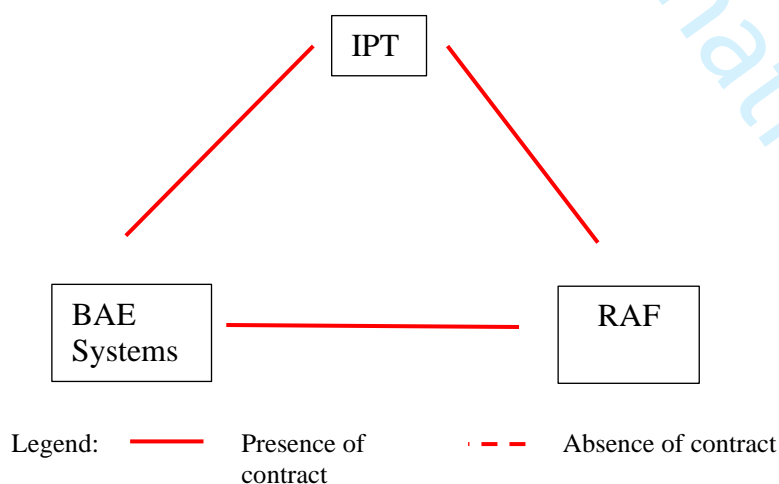 IPT
BAE
Systems
RAF
Legend:
Presence of
contract
Absence of contract